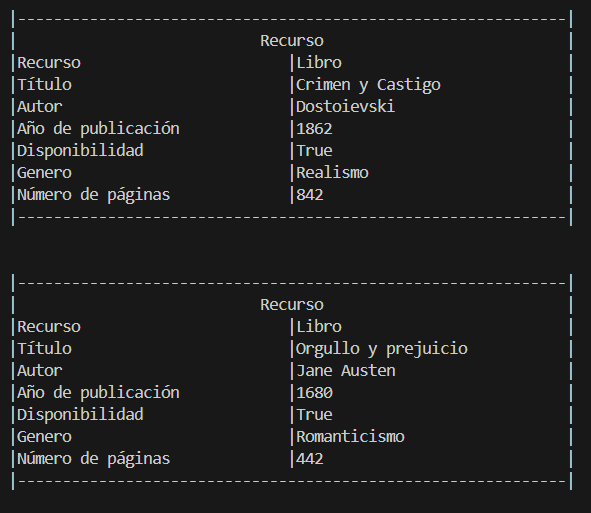 |-------------------------------------------------------------|
|                           Recurso                           |
|Recurso                       |Libro                         |
|Título                        |Crimen y Castigo              |
|Autor                         |Dostoievski                   |
|Año de publicación            |1862                          |
|Disponibilidad                |True                          |
|Genero                        |Realismo                      |
|Número de páginas             |842                           |
|-------------------------------------------------------------|
|-------------------------------------------------------------|
|                           Recurso                           |
|Recurso                       |Libro                         |
|Título                        |Orgullo y prejuicio           |
|Autor                         |Jane Austen                   |
|Año de publicación            |1680                          |
|Disponibilidad                |True                          |
|Genero                        |Romanticismo                  |
|Número de páginas             |442                           |
|-------------------------------------------------------------|